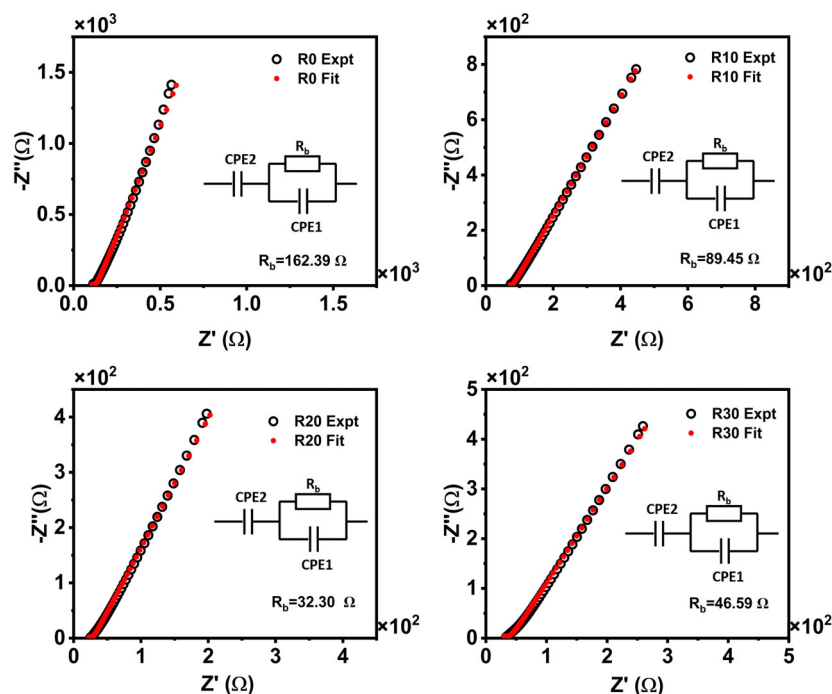 ×10³
-Z''(Ω)
1.5
1.0
0.5
0.0
R0 Expt
R0 Fit
CPE2
R_b
CPE1
R_b=162.39 Ω
0.0
0.5
1.0
1.5
×10³
Z' (Ω)
×10²
-Z''(Ω)
8
6
4
2
0
R10 Expt
R10 Fit
CPE2
R_b
CPE1
R_b=89.45 Ω
0
2
4
6
8
×10²
Z' (Ω)
×10²
-Z''(Ω)
4
3
2
1
0
R20 Expt
R20 Fit
CPE2
R_b
CPE1
R_b=32.30 Ω
0
1
2
3
4
×10²
Z' (Ω)
×10²
-Z''(Ω)
5
4
3
2
1
0
R30 Expt
R30 Fit
CPE2
R_b
CPE1
R_b=46.59 Ω
0
1
2
3
4
5
×10²
Z' (Ω)